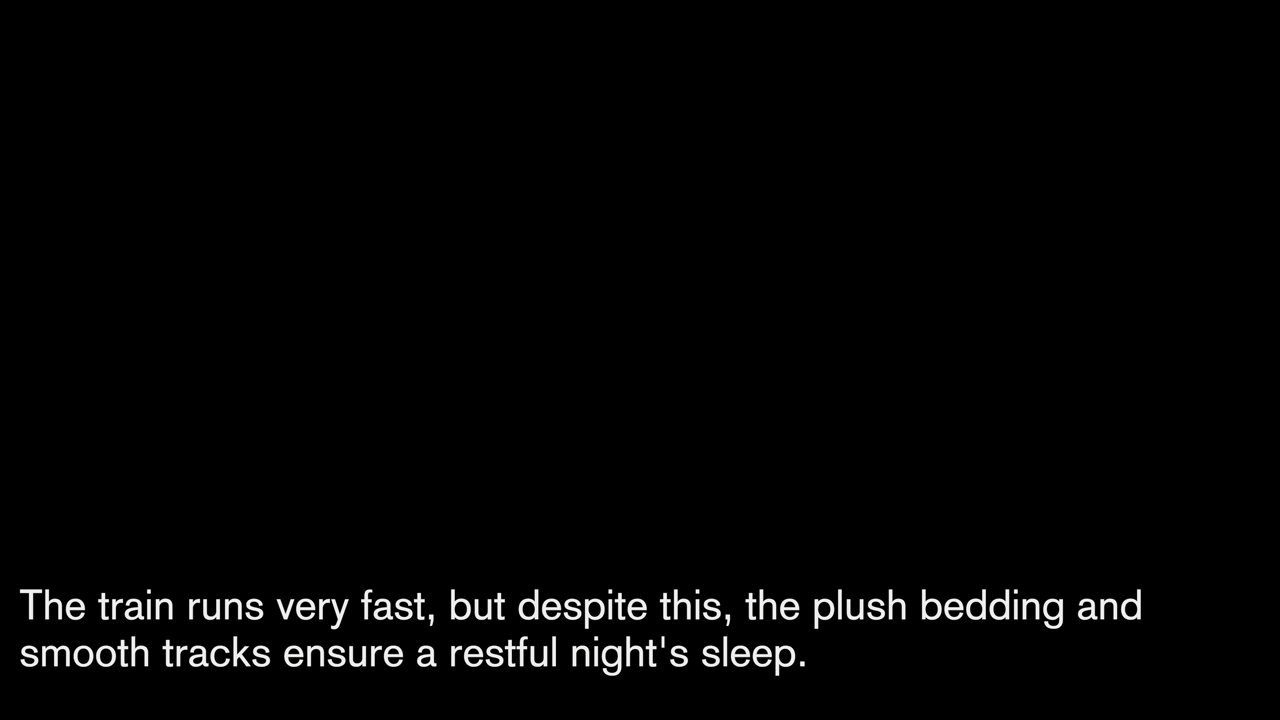 The train runs very fast, but despite this, the plush bedding and
smooth tracks ensure a restful night's sleep.